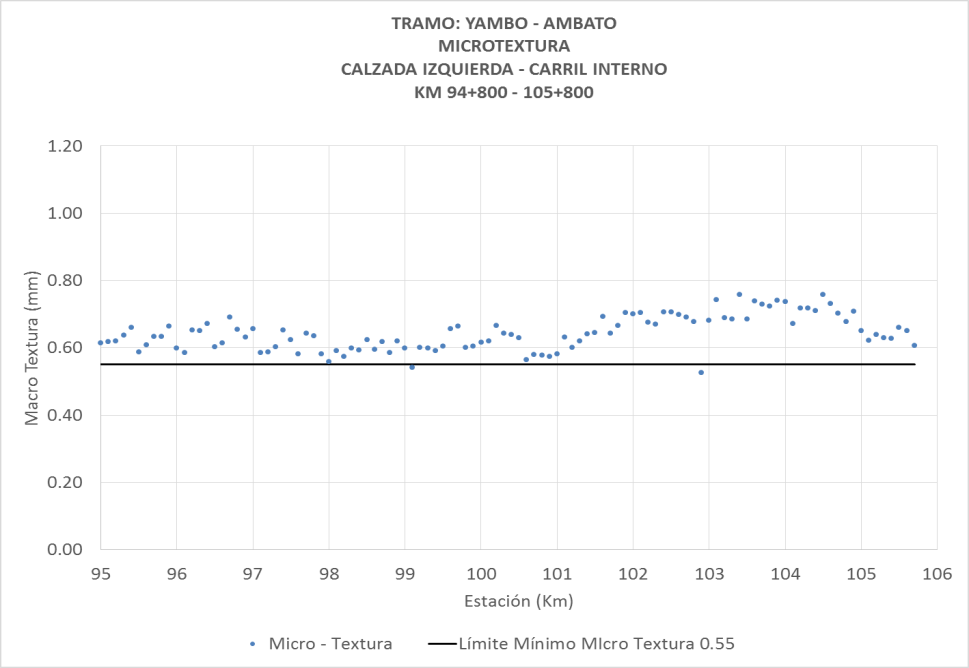 TRAMO: YAMBO - AMBATO
MICROTEXTURA
CALZADA IZQUIERDA - CARRIL INTERNO
KM 94+800 - 105+800
1.20
1.00
0.80
0.60
0.40
0.20
0.00
Macro Textura (mm)
95 96 97 98 99 100 101 102 103 104 105 106
Estación (Km)
Micro - Textura
Límite Mínimo MIcro Textura 0.55